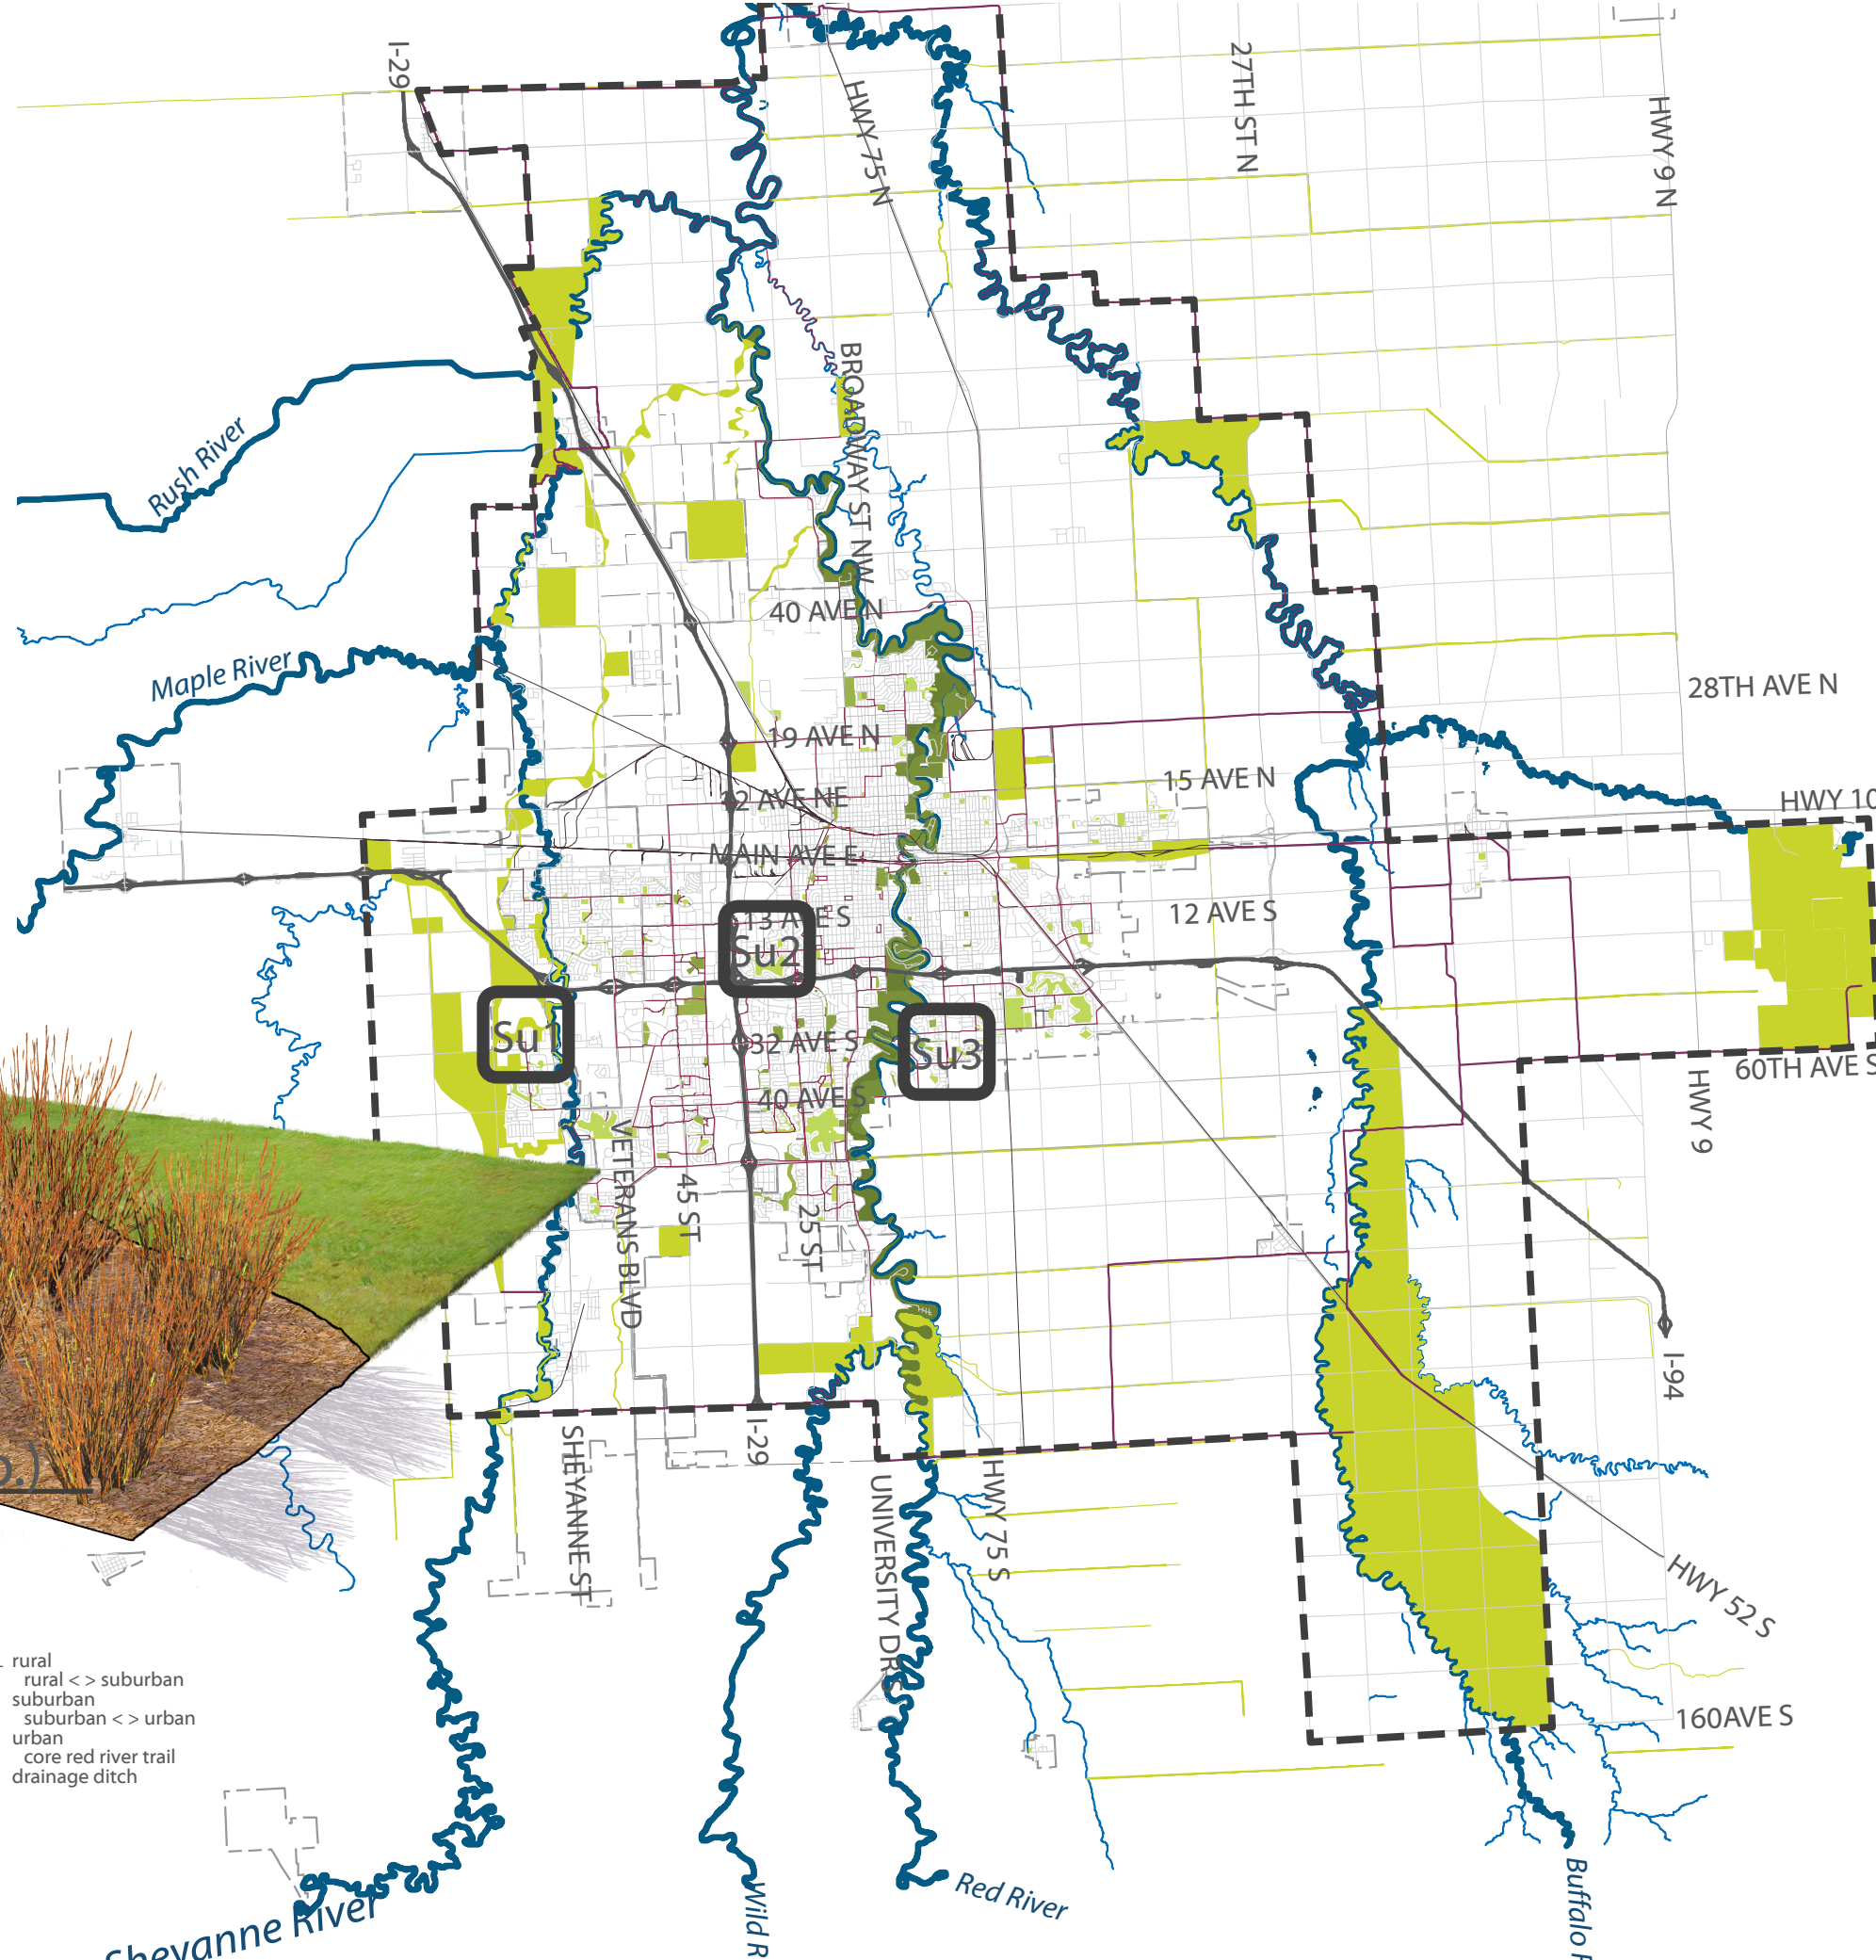 I-29
HWY 75 N
27TH ST N
HWY 9 N
Rush River
BROADWAY ST NW
40 AVE N
Maple River
28TH AVE N
19 AVE N
15 AVE N
12 AVE NE
HWY 10
MAIN AVE E
13 AVE S
12 AVE S
Su2
Su
32 AVE S
Su3
60TH AVE S
HWY 9
40 AVE S
VETERANS BLVD
45 ST
25 ST
I-94
SHEYANNE ST
I-29
UNIVERSITY DR S
HWY 75 S
HWY 52 S
rural
rural < > suburban
suburban
suburban < > urban
urban
core red river trail
drainage ditch
160AVE S
Red River
Wild R
Buffalo
Sheyanne River